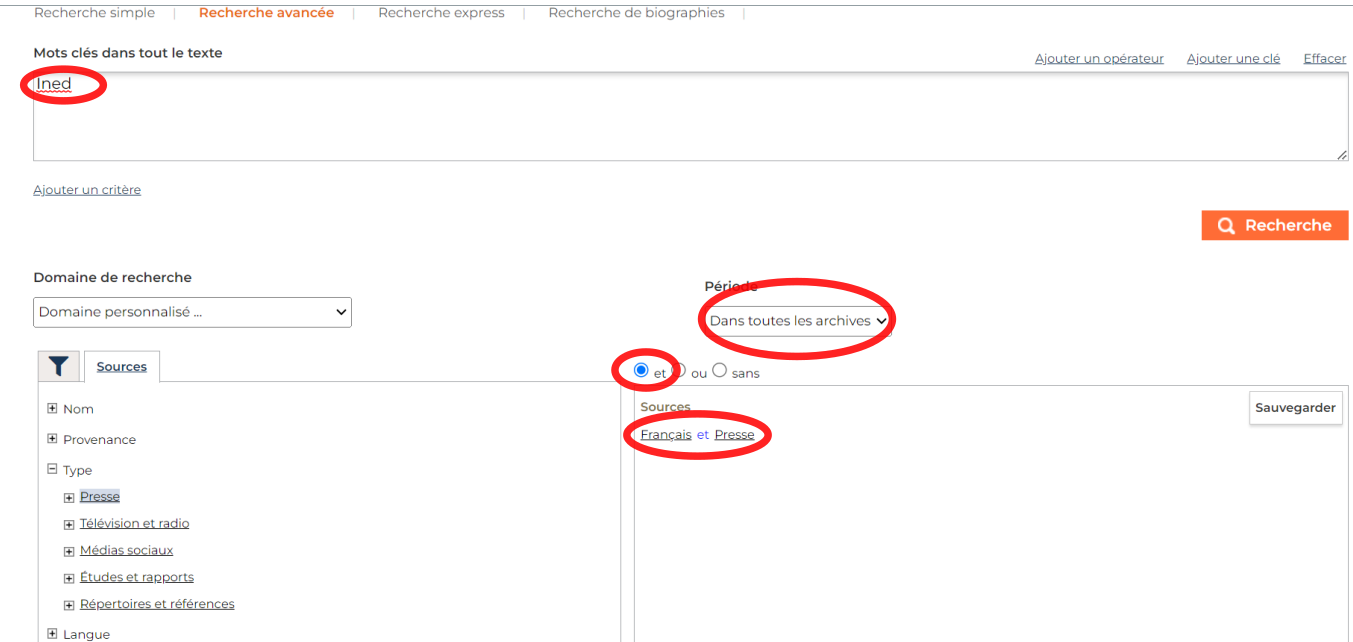 Recherche simple | Recherche avancée | Recherche express | Recherche de biographies |
Mots clés dans tout le texte
Ajouter un opérateur Ajouter une clé Effacer
Ined
Ajouter un critère
Recherche
Domaine de recherche
Période
Domaine personnalisé ...
Dans toutes les archives
Sources
et ou sans
Nom
Sources
Sauvegarder
Provenance
Français et Presse
Type
Presse
Télévision et radio
Médias sociaux
Études et rapports
Répertoires et références
Langue